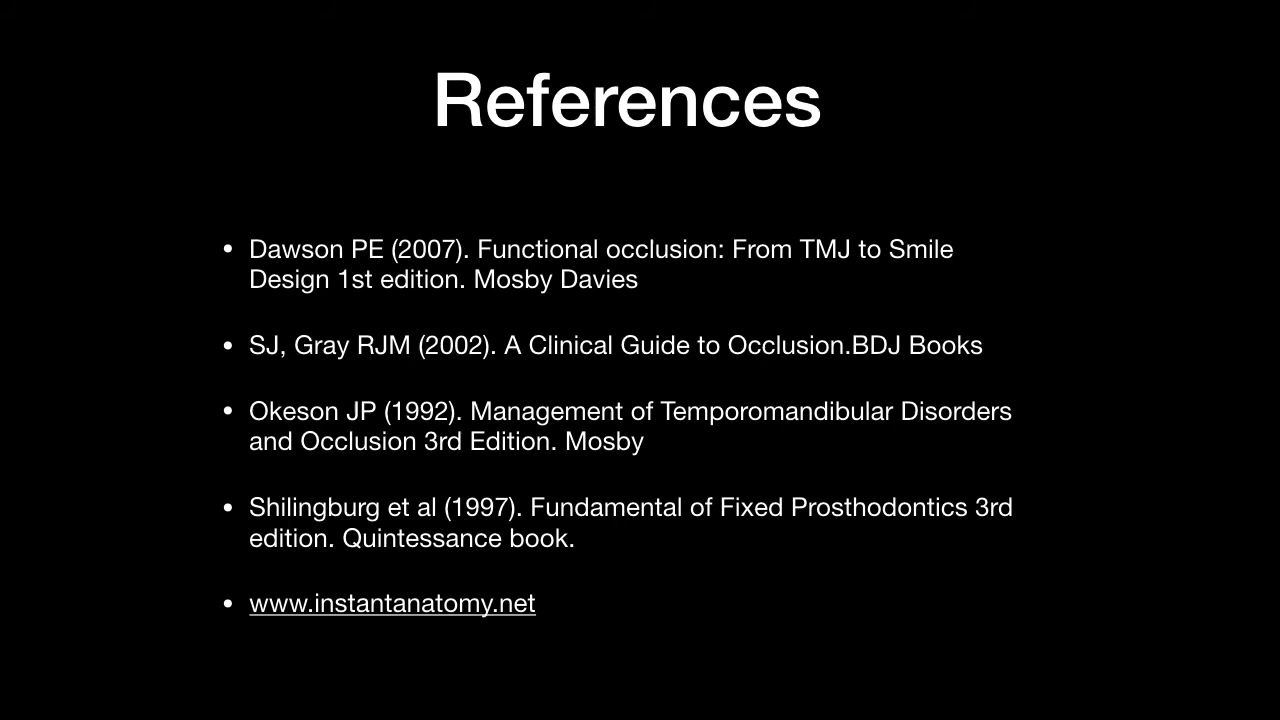 References
• Dawson PE (2007). Functional occlusion: From TMJ to Smile
Design 1st edition. Mosby Davies
• SJ, Gray RJM (2002). A Clinical Guide to Occlusion.BDJ Books
• Okeson JP (1992). Management of Temporomandibular Disorders
and Occlusion 3rd Edition. Mosby
• Shilingburg et al (1997). Fundamental of Fixed Prosthodontics 3rd
edition. Quintessance book.
• www.instantanatomy.net